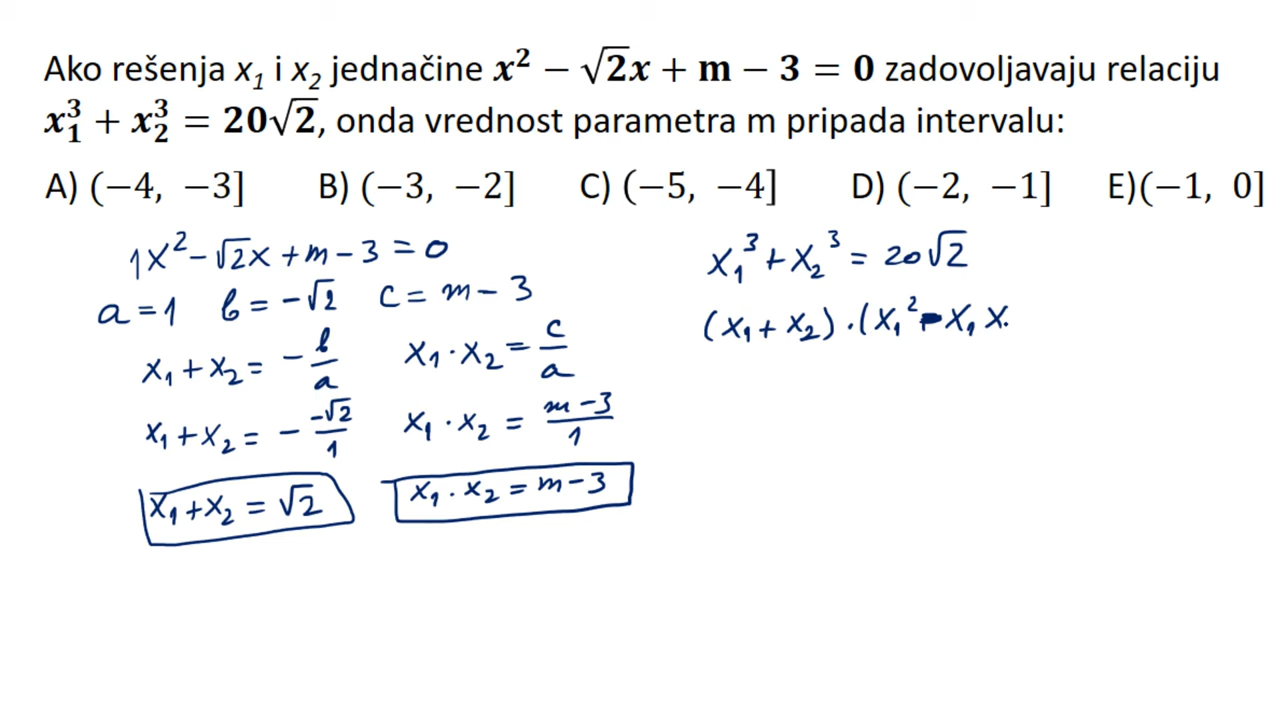 Ako rešenja x₁ i x₂ jednačine x² − √2x + m − 3 = 0 zadovoljavaju relaciju
x₁³ + x₂³ = 20√2, onda vrednost parametra m pripada intervalu:
A) (−4, −3] B) (−3, −2] C) (−5, −4] D) (−2, −1] E)(−1, 0]
1x² − √2x + m − 3 = 0
a = 1 b = −√2 c = m − 3
x₁ + x₂ = − b/a x₁ · x₂ = c/a
x₁ + x₂ = − −√2/1 x₁ · x₂ = m − 3/1
x₁ + x₂ = √2 x₁ · x₂ = m − 3
x₁³ + x₂³ = 20√2
(x₁ + x₂) · (x₁² − x₁ x